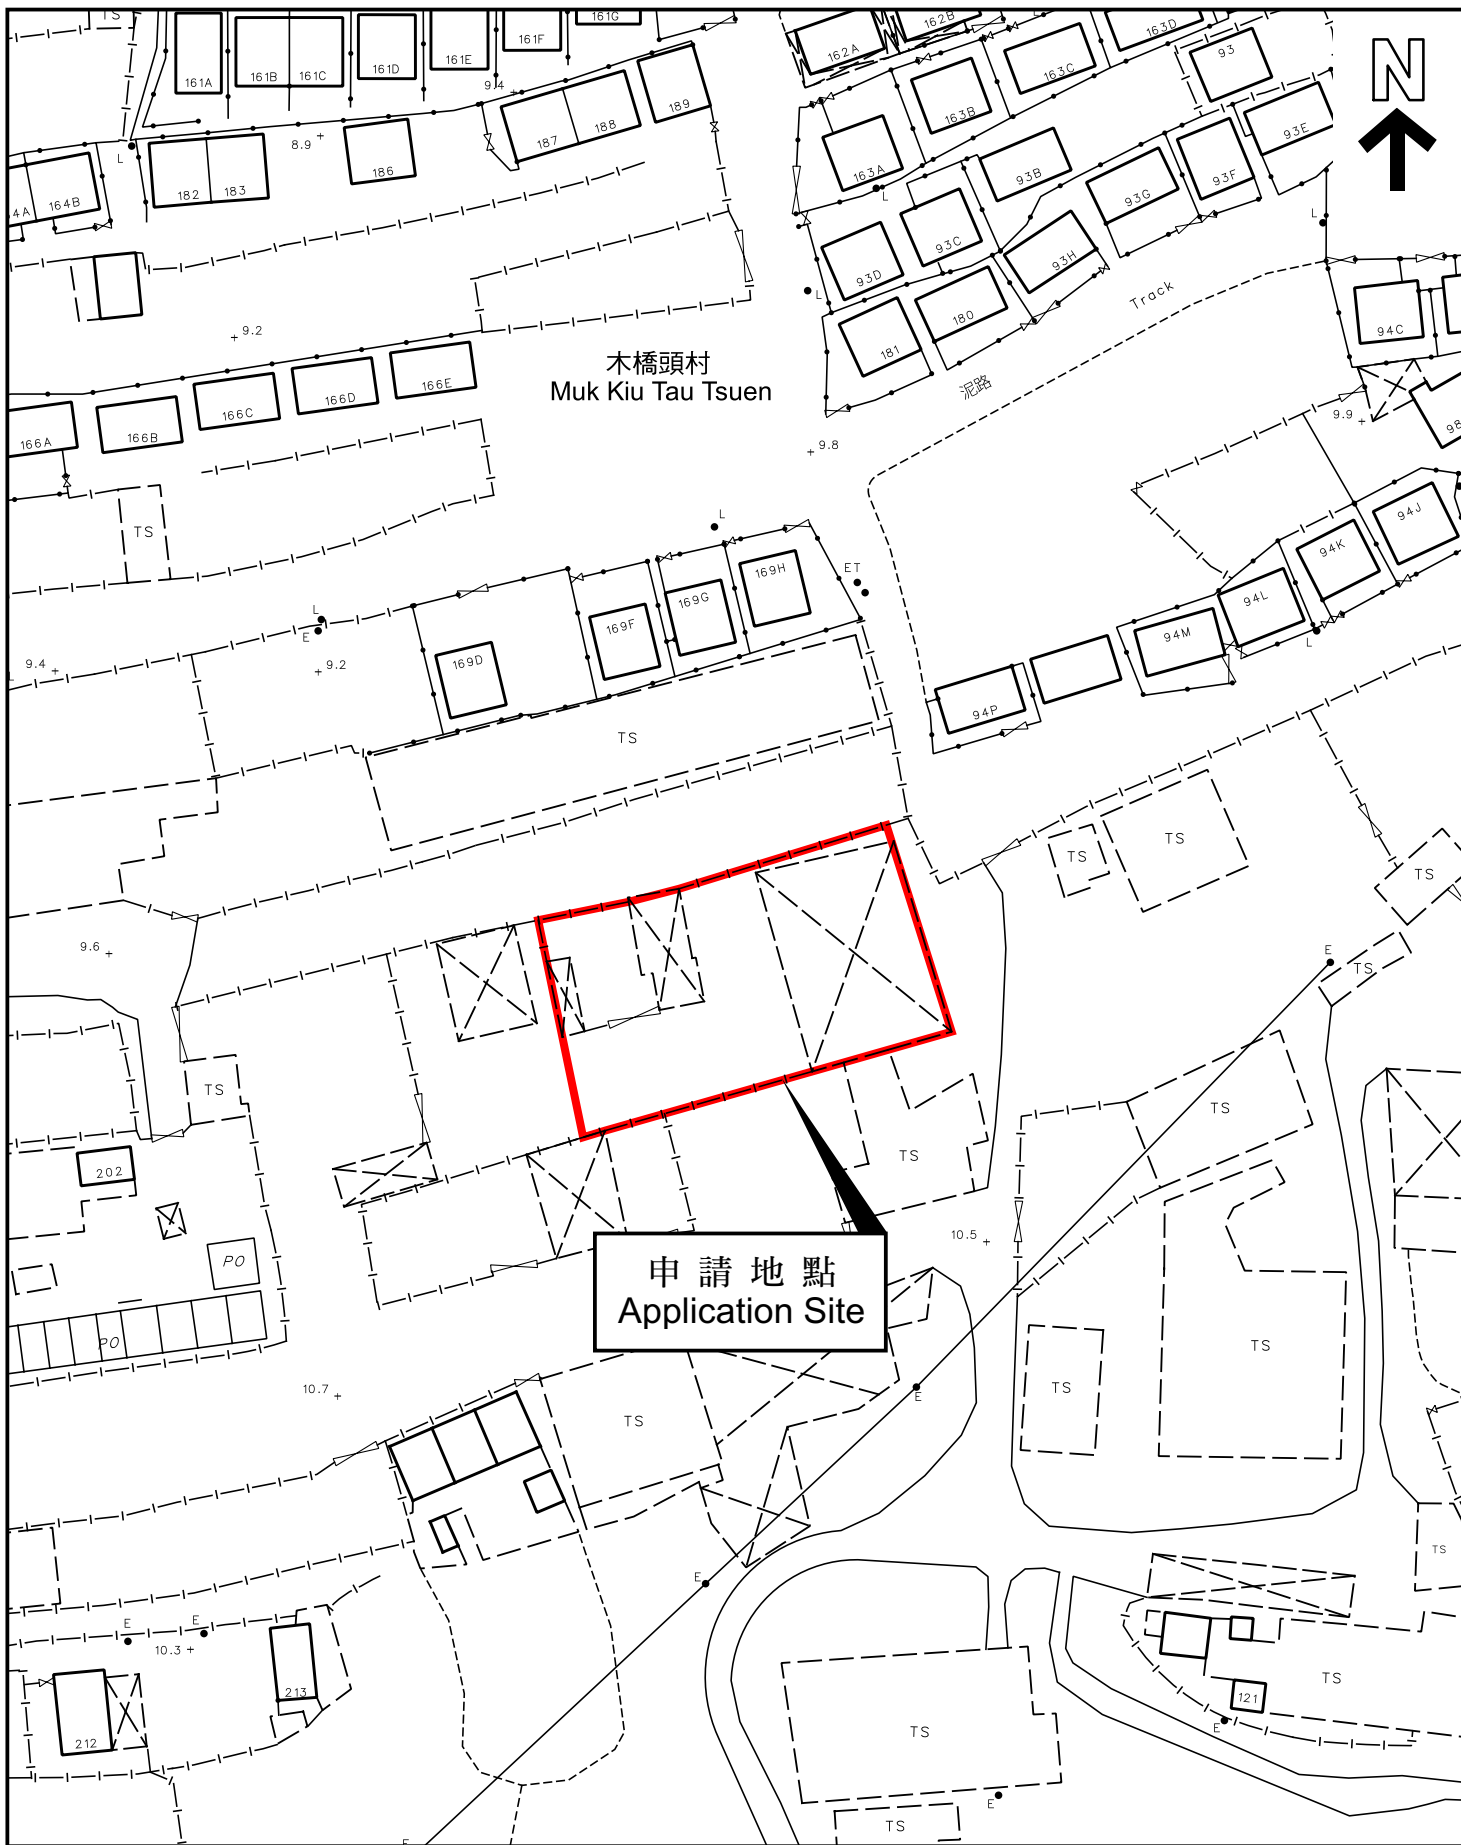 TS
161A
161B
161C
161D
161E
161F
161G
162A
162B
163D
163C
163B
163A
93
93E
93F
93G
93B
93C
93H
93D
180
181
N
9.4
187
188
189
8.9
186
182
183
L
164B
L
L
L
9.2
木橋頭村
Muk Kiu Tau Tsuen
Track
泥路
94C
9.9
9.8
166E
166D
166C
166B
166A
TS
L
ET
169H
169G
169F
169D
L
E
9.4
9.2
94J
94K
94L
94M
94P
L
TS
TS
TS
TS
9.6
E
TS
TS
TS
TS
202
PO
PO
10.5
申請地點
Application Site
TS
TS
10.7
TS
E
E
TS
E
E
10.3
213
212
TS
121
E
TS
E
TS